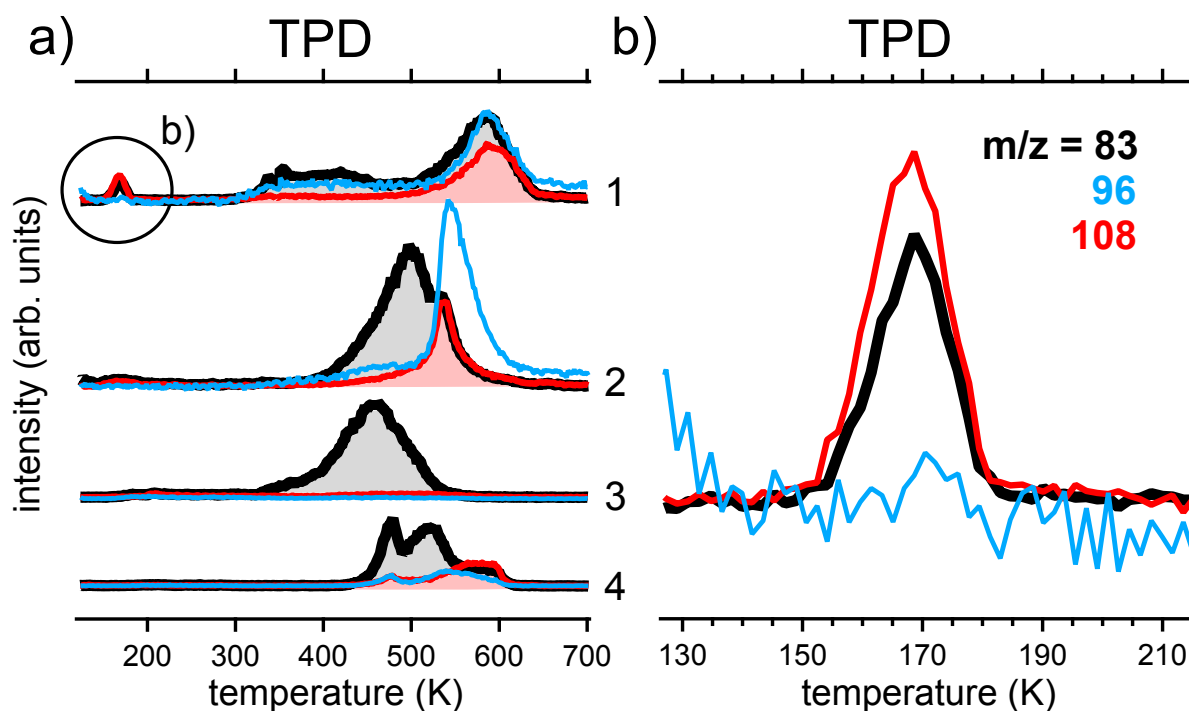 a) TPD
b)
1
2
3
4
intensity (arb. units)
200 300 400 500 600 700
temperature (K)
b) TPD
m/z = 83
96
108
130 150 170 190 210
temperature (K)